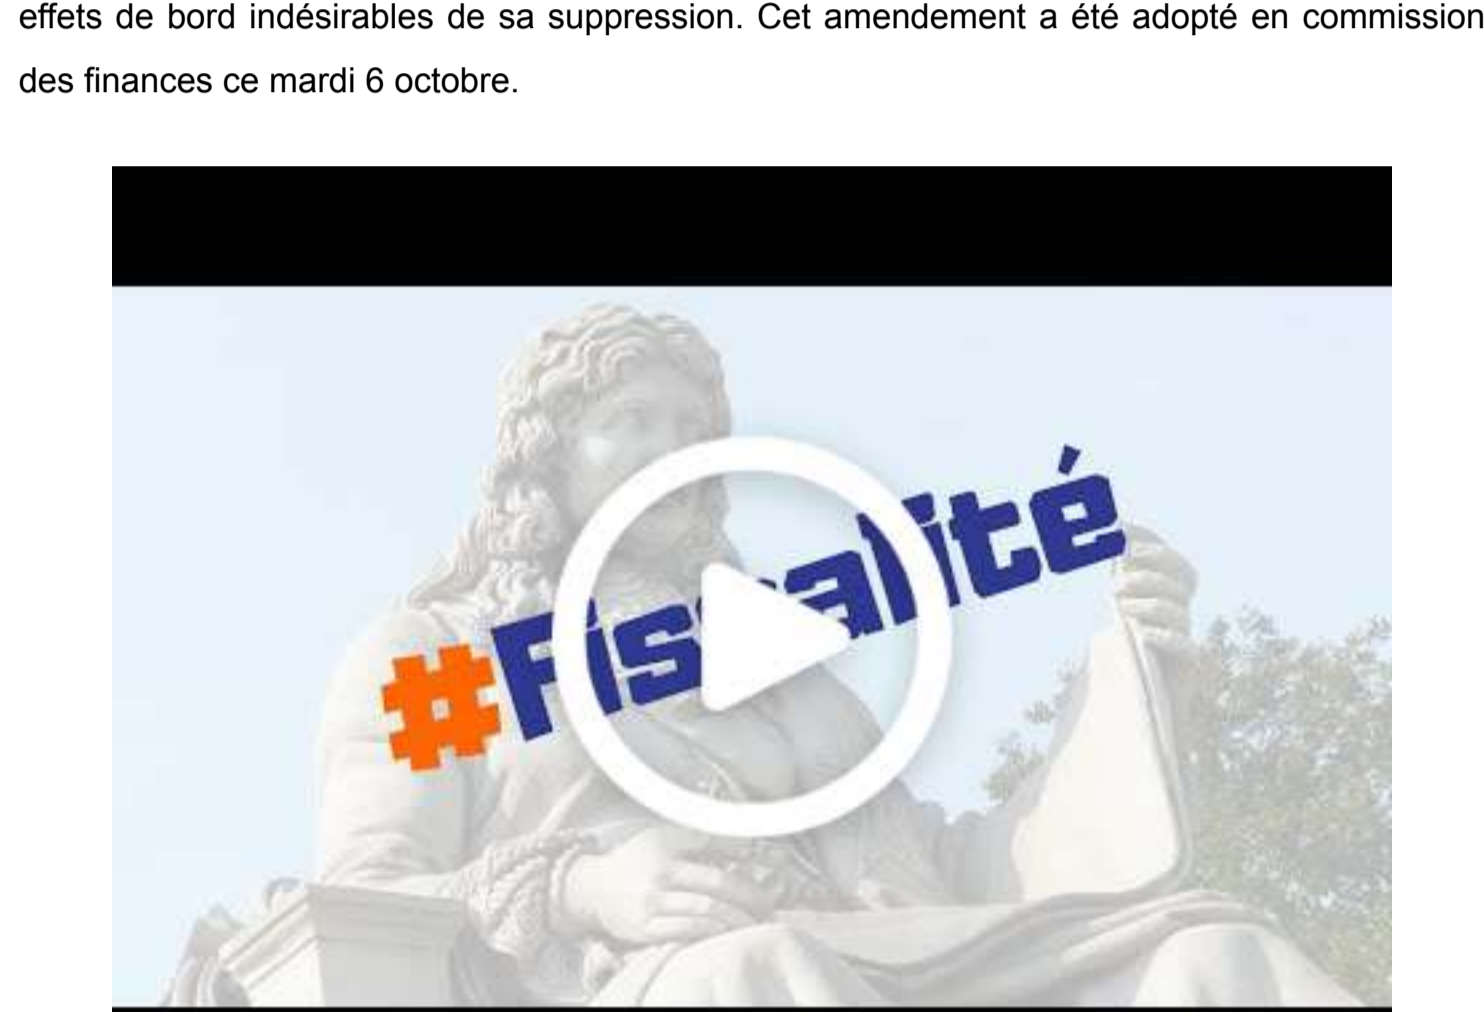 effets de bord indésirables de sa suppression. Cet amendement a été adopté en commission
des finances ce mardi 6 octobre.
#Fiscalité